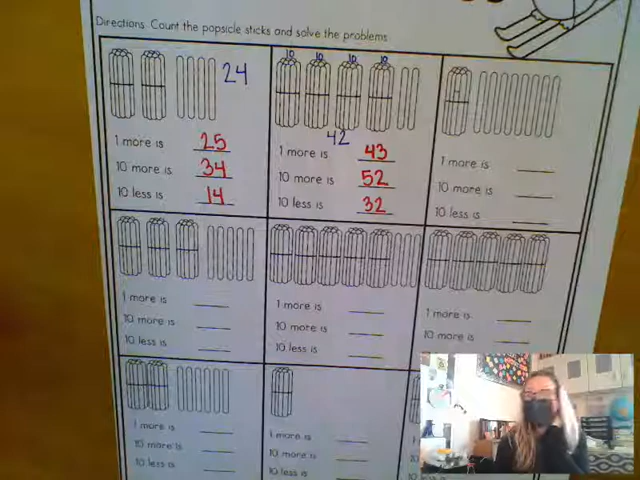 Directions: Count the popsicle sticks and solve the problems.
24
1 more is 25
10 more is 34
10 less is 14
10 10 10 10
42
1 more is 43
10 more is 52
10 less is 32
1 more is
10 more is
10 less is
1 more is
10 more is
10 less is
1 more is
10 more is
10 less is
1 more is
10 more is
1 more is
10 more is
10 less is
1 more is
10 more is
10 less is